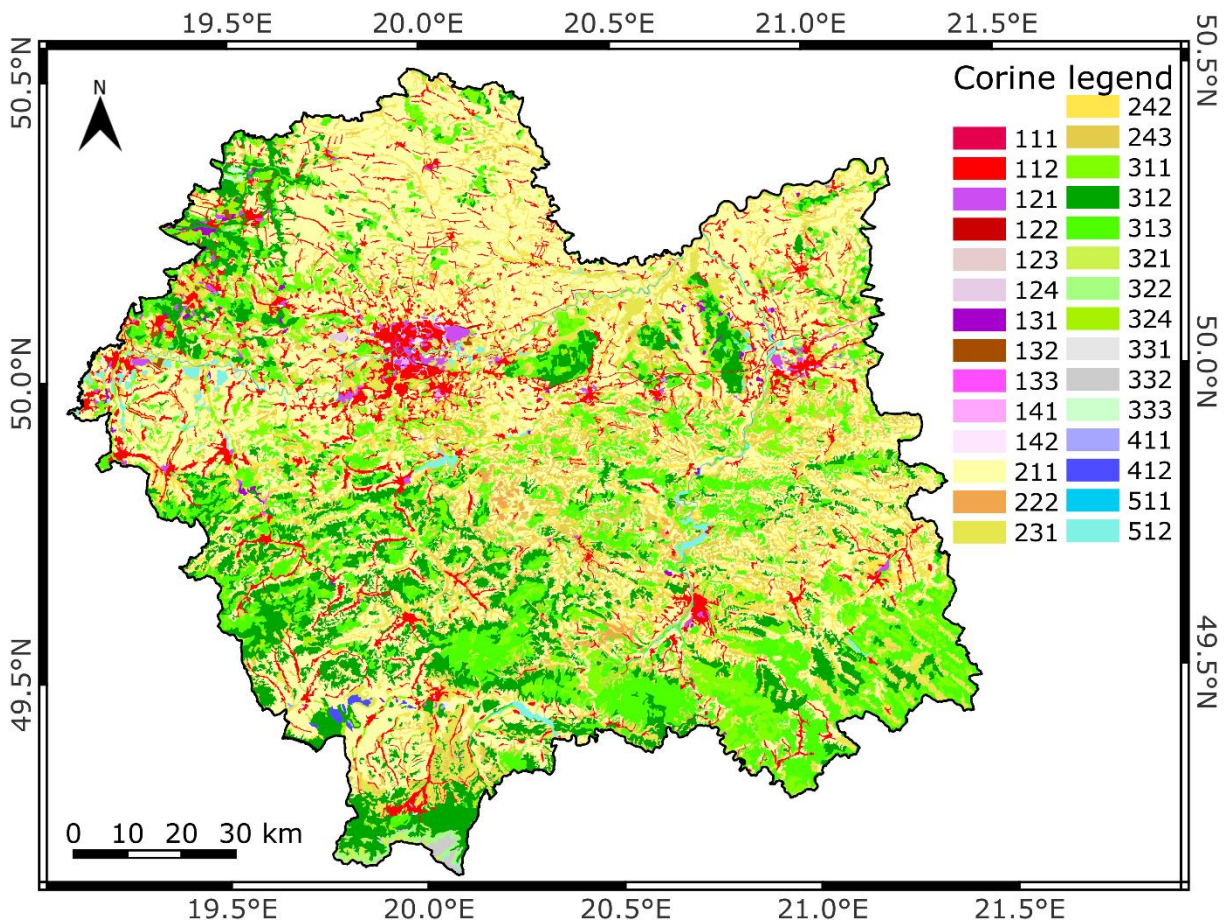 19.5°E 20.0°E 20.5°E 21.0°E 21.5°E
50.5°N 50.5°N
N
Corine legend
242
111 243
112 311
121 312
122 313
123 321
124 322
131 324
132 331
133 332
141 333
142 411
211 412
222 511
231 512
50.0°N 50.0°N
49.5°N 49.5°N
0 10 20 30 km
19.5°E 20.0°E 20.5°E 21.0°E 21.5°E